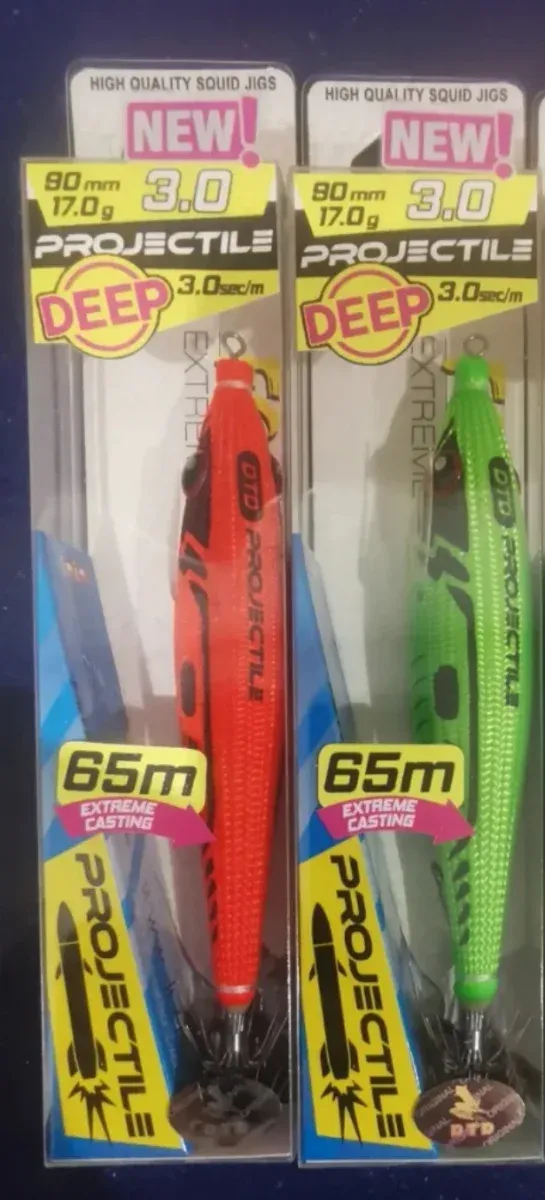 HIGH QUALITY SQUID JIGS
NEW!
90mm
17.0g
3.0
PROJECTILE
DEEP
3.0sec/m
EXTRE
DTD PROJECTILE
65m
EXTREME
CASTING
PROJECTILE
HIGH QUALITY SQUID JIGS
NEW!
90mm
17.0g
3.0
PROJECTILE
DEEP
3.0sec/m
EXTREME
DTD PROJECTILE
65m
EXTREME
CASTING
PROJECTILE
ORIGINAL
DTD